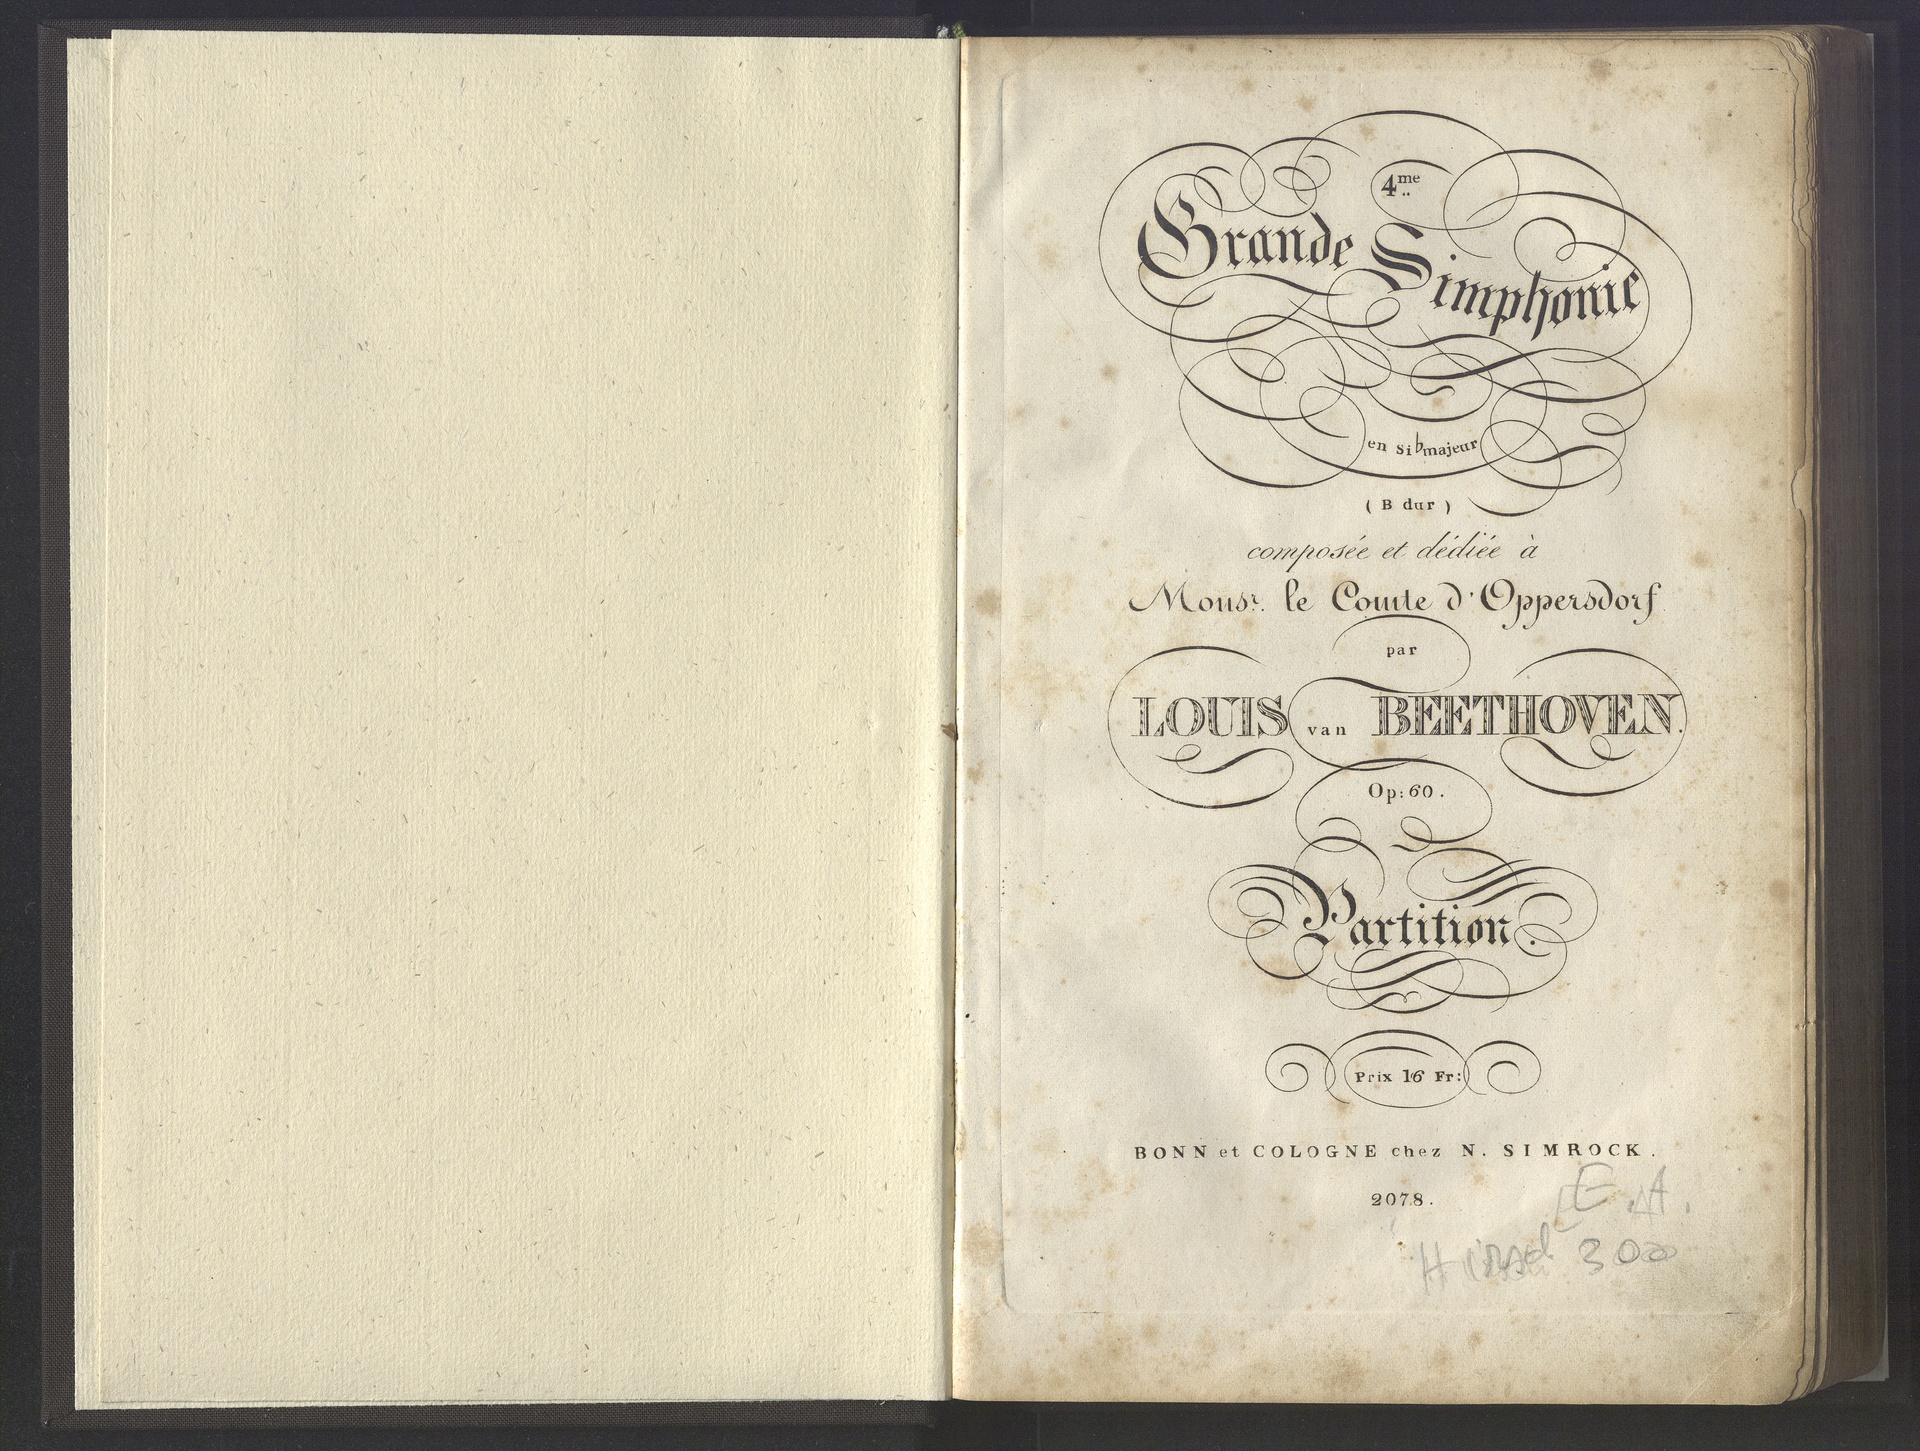 4me
Grande Simphonie
en si b majeur
( B dur )
composée et dédiée à
Monsr. le Comte d'Oppersdorf
par
LOUIS van BEETHOVEN.
Op: 60.
Partition.
Prix 16 Fr:
BONN et COLOGNE chez N. SIMROCK.
2078.
E. A.
300